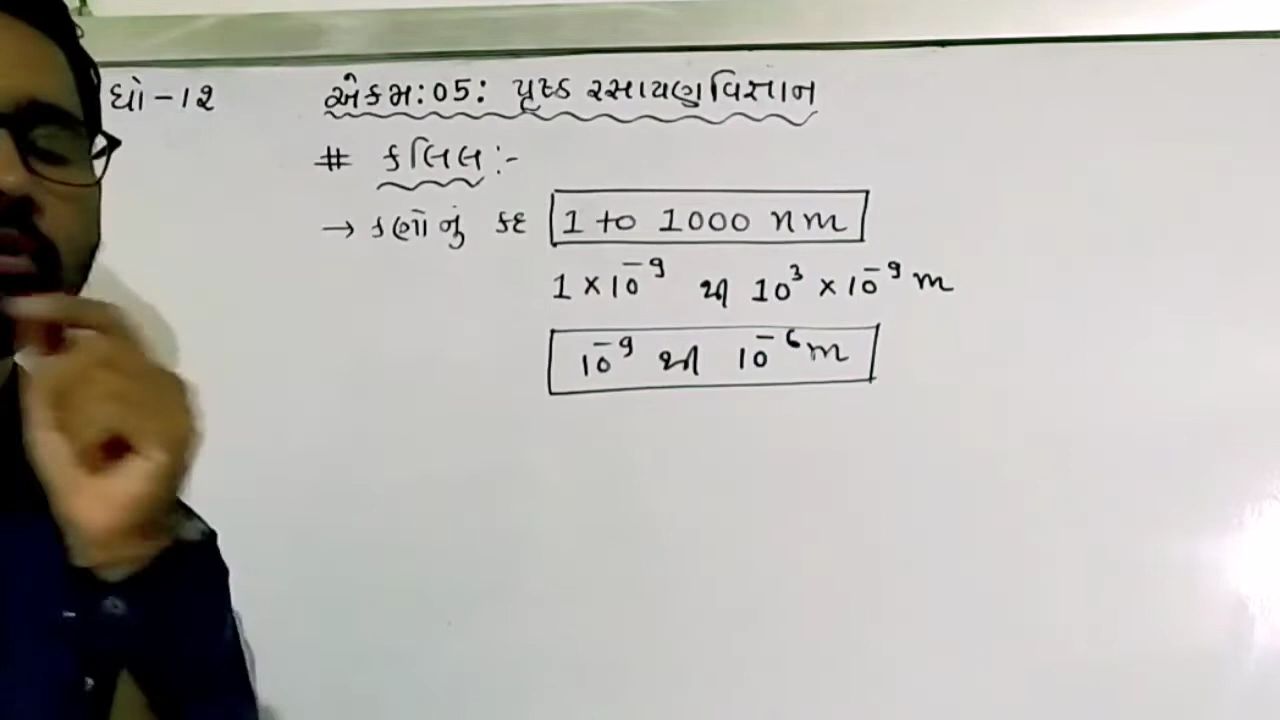 ધો-12 એકમ:05: પૃષ્ઠ રસાયણવિજ્ઞાન
# કલિલ:-
→ કણોનું કદ 1 to 1000 nm
1 × 10⁻⁹ થી 10³ × 10⁻⁹ m
10⁻⁹ થી 10⁻⁶ m